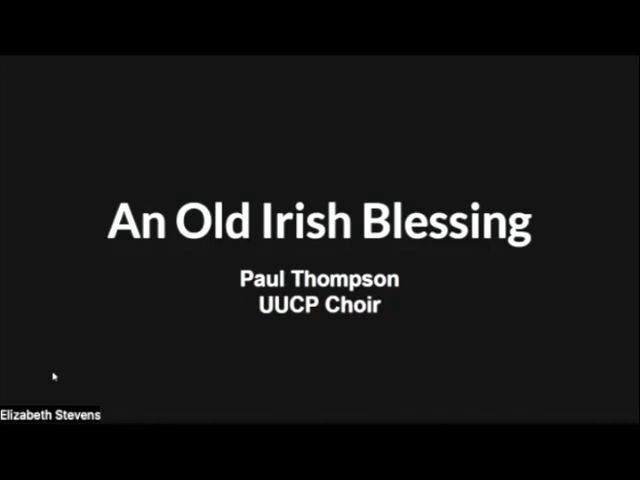 An Old Irish Blessing
Paul Thompson
UUCP Choir
Elizabeth Stevens